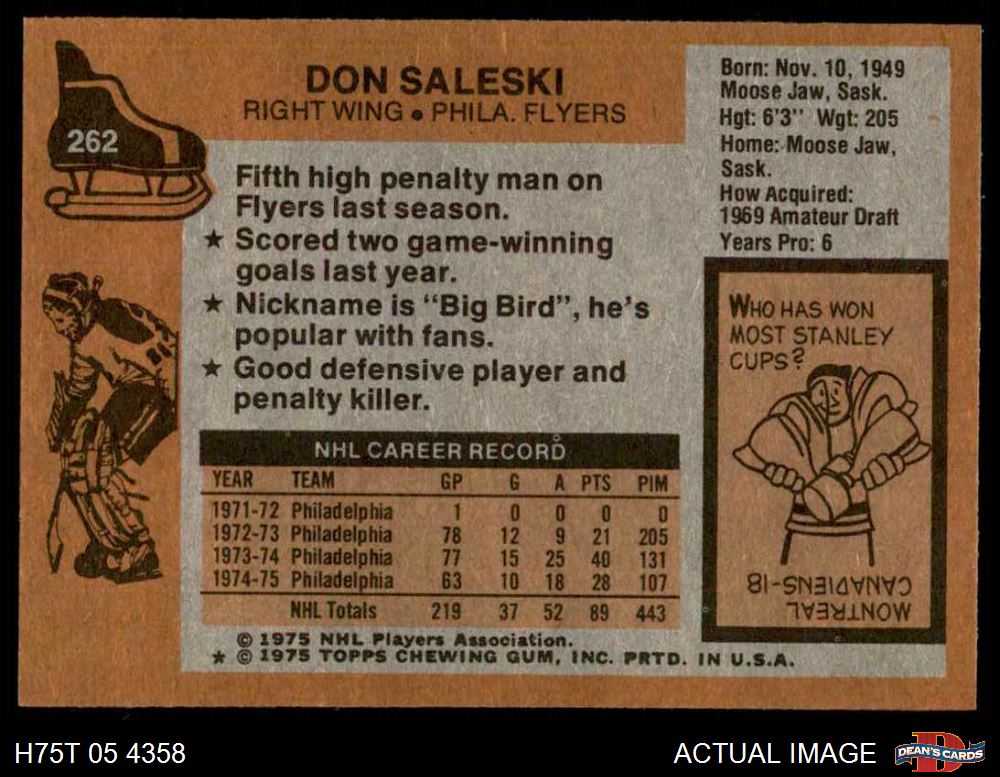 262
DON SALESKI
RIGHT WING • PHILA. FLYERS
Fifth high penalty man on
Flyers last season.
★ Scored two game-winning
goals last year.
★ Nickname is "Big Bird", he's
popular with fans.
★ Good defensive player and
penalty killer.
NHL CAREER RECORD
YEAR TEAM GP G A PTS PIM
1971-72 Philadelphia 1 0 0 0 0
1972-73 Philadelphia 78 12 9 21 205
1973-74 Philadelphia 77 15 25 40 131
1974-75 Philadelphia 63 10 18 28 107
NHL Totals 219 37 52 89 443
© 1975 NHL Players Association.
★ © 1975 TOPPS CHEWING GUM, INC. PRTD. IN U.S.A.
Born: Nov. 10, 1949
Moose Jaw, Sask.
Hgt: 6'3" Wgt: 205
Home: Moose Jaw,
Sask.
How Acquired:
1969 Amateur Draft
Years Pro: 6
WHO HAS WON
MOST STANLEY
CUPS?
MONTREAL
CANADIENS-18
H75T 05 4358
ACTUAL IMAGE
D
DEAN'S CARDS